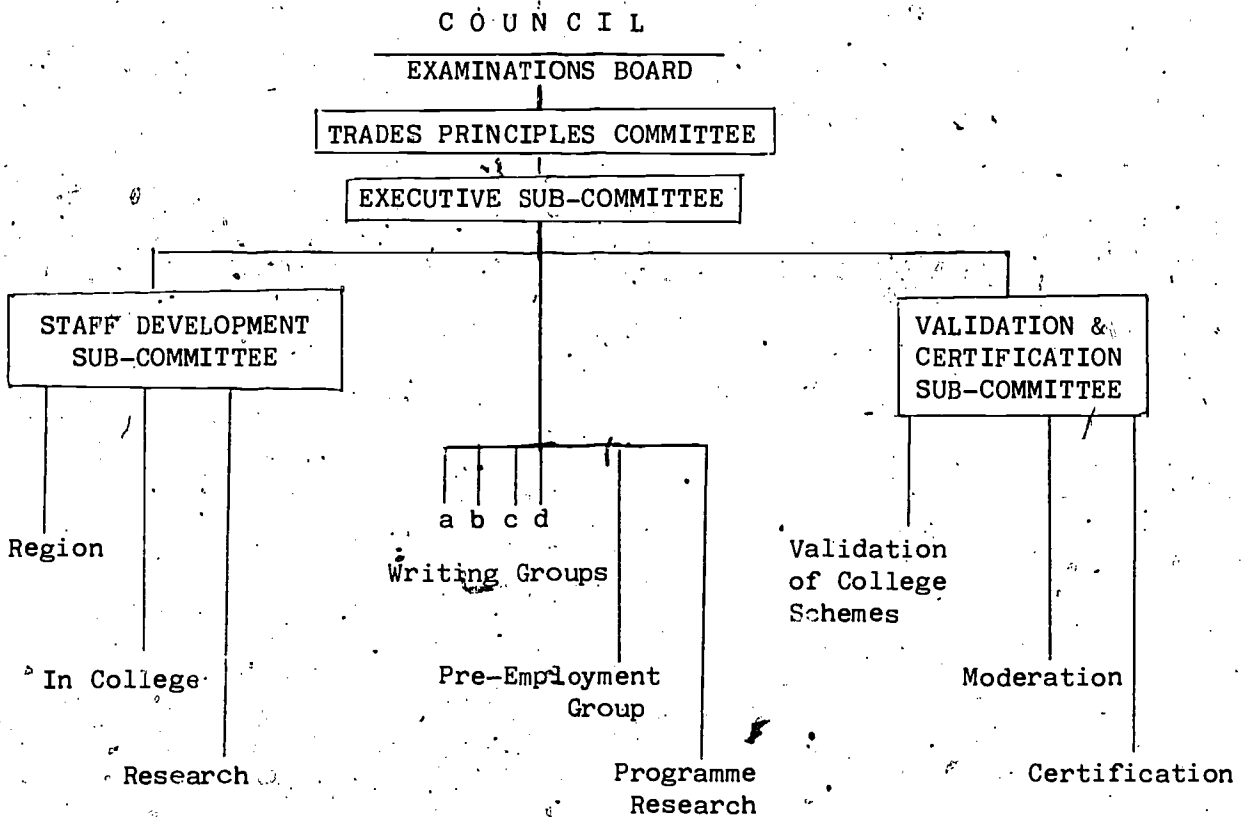 COUNCIL
EXAMINATIONS BOARD
TRADES PRINCIPLES COMMITTEE
EXECUTIVE SUB-COMMITTEE
STAFF DEVELOPMENT
SUB-COMMITTEE
VALIDATION &
CERTIFICATION
SUB-COMMITTEE
a b c d
Writing Groups
Region
Validation
of College
Schemes
In College
Pre-Employment
Group
Moderation
Research
Programme
Research
Certification